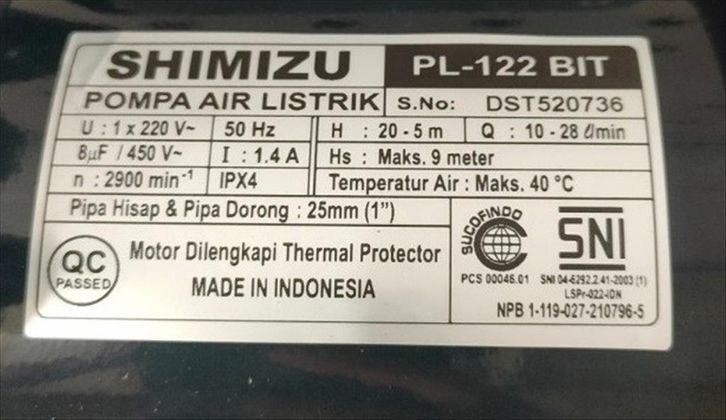 SHIMIZU PL-122 BIT
POMPA AIR LISTRIK S.No: DST520736
U : 1 x 220 V~ 50 Hz H : 20 - 5 m Q : 10 - 28 ℓ/min
8µF / 450 V~ I : 1.4 A Hs : Maks. 9 meter
n : 2900 min⁻¹ IPX4 Temperatur Air : Maks. 40 °C
Pipa Hisap & Pipa Dorong : 25mm (1")
QC PASSED
Motor Dilengkapi Thermal Protector
MADE IN INDONESIA
SUCOFINDO
PCS 00046.01
SNI
SNI 04-6292.2.41-2003 (1)
LSPr-022-IDN
NPB 1-119-027-210796-5